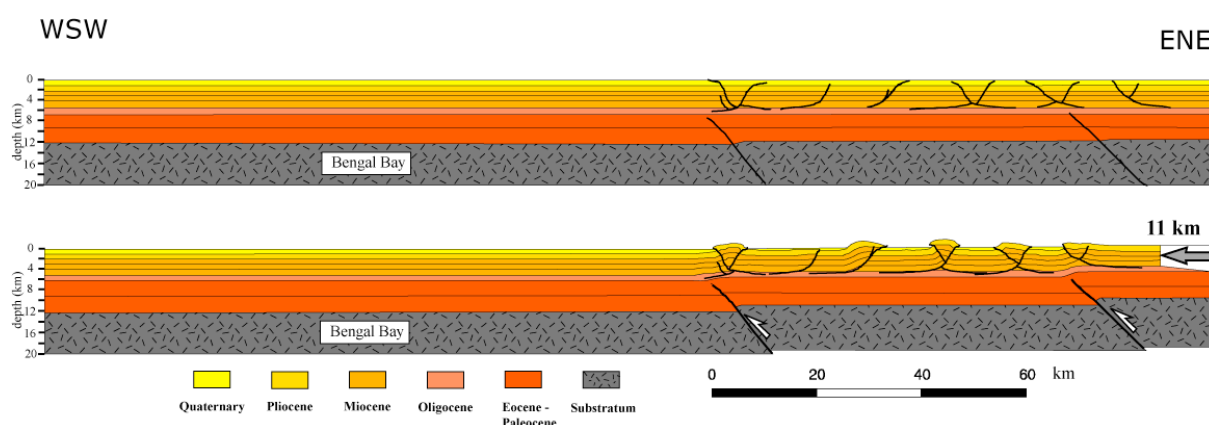 WSW
ENE
0
4
8
12
16
20
depth (km)
Bengal Bay
11 km
0
4
8
12
16
20
depth (km)
Bengal Bay
Quaternary
Pliocene
Miocene
Oligocene
Eocene -
Paleocene
Substratum
0 20 40 60 km